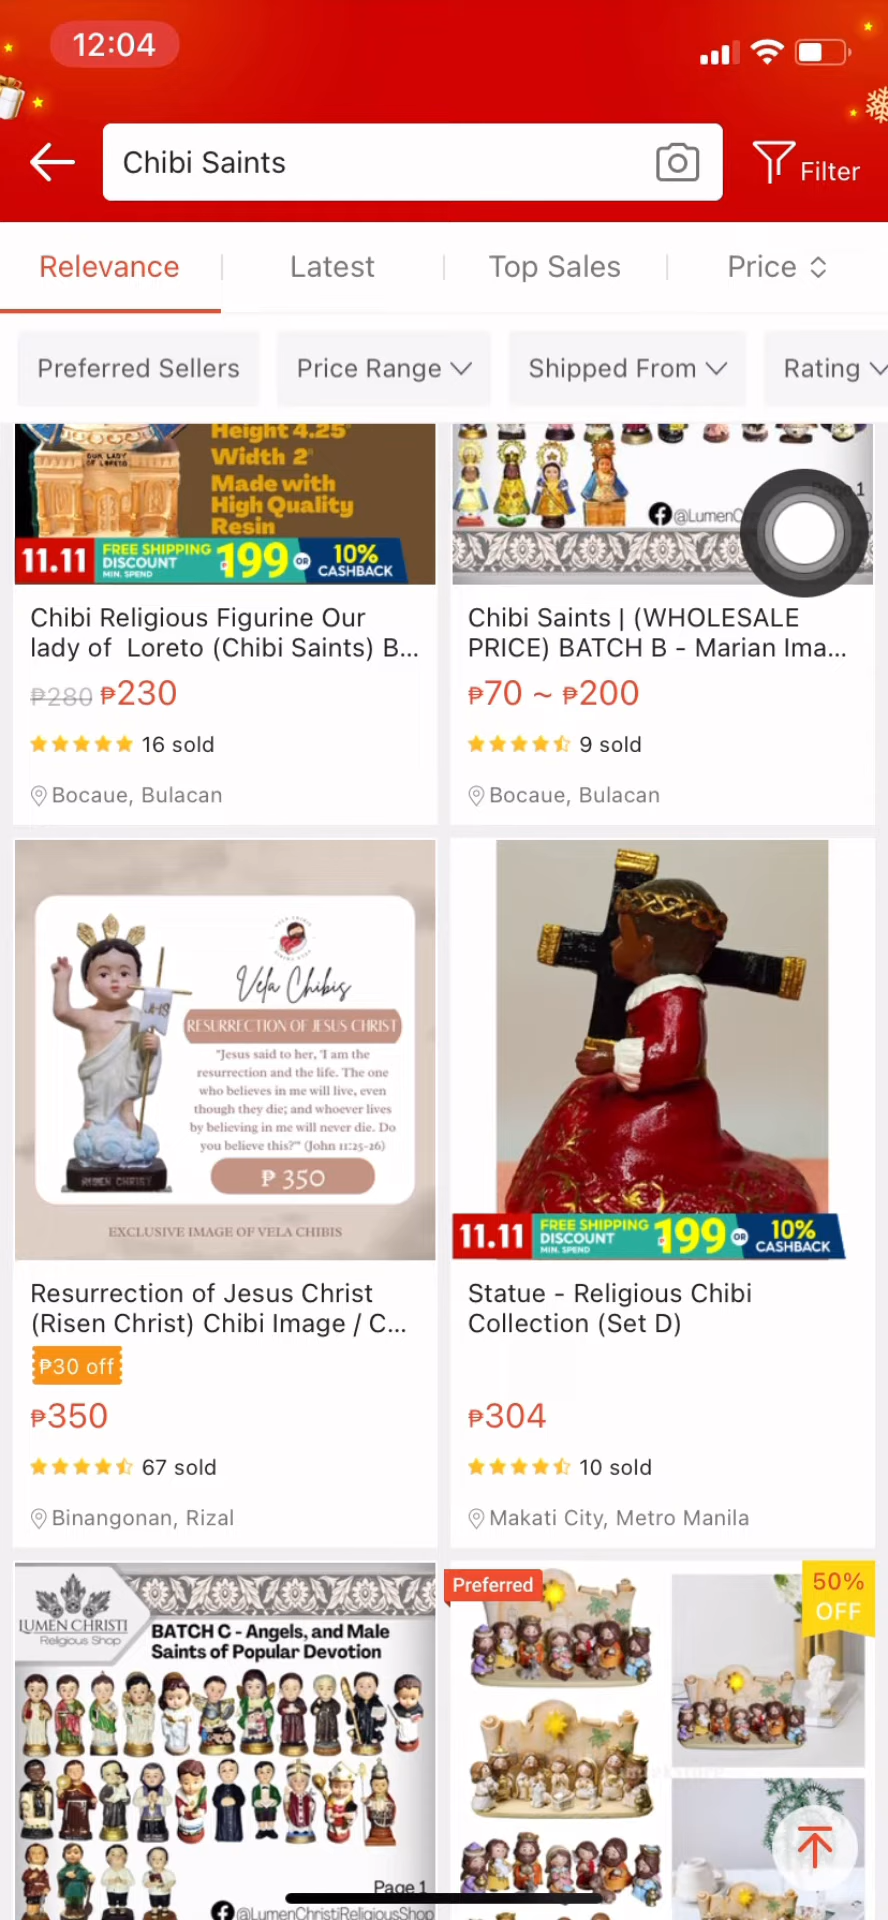 12:04
Chibi Saints
Filter
Relevance
Latest
Top Sales
Price
Preferred Sellers
Price Range
Shipped From
Rating
OUR LADY
OF LORETO
Height 4.25"
Width 2"
Made with
High Quality
Resin
11.11
FREE SHIPPING
DISCOUNT
MIN. SPEND
₱199
OR
10%
CASHBACK
Page 1
Chibi Religious Figurine Our
lady of Loreto (Chibi Saints) B...
₱280 ₱230
16 sold
Bocaue, Bulacan
Chibi Saints | (WHOLESALE
PRICE) BATCH B - Marian Ima...
₱70 ~ ₱200
9 sold
Bocaue, Bulacan
Vela Chibis
RESURRECTION OF JESUS CHRIST
"Jesus said to her, 'I am the
resurrection and the life. The one
who believes in me will live, even
though they die; and whoever lives
by believing in me will never die. Do
you believe this?'" (John 11:25-26)
₱ 350
JHS
RISEN CHRIST
EXCLUSIVE IMAGE OF VELA CHIBIS
11.11
FREE SHIPPING
DISCOUNT
MIN. SPEND
₱199
OR
10%
CASHBACK
Resurrection of Jesus Christ
(Risen Christ) Chibi Image / C...
₱30 off
₱350
67 sold
Binangonan, Rizal
Statue - Religious Chibi
Collection (Set D)
₱304
10 sold
Makati City, Metro Manila
LUMEN CHRISTI
Religious Shop
BATCH C - Angels, and Male
Saints of Popular Devotion
Page 1
@LumenChristiReligiousShop
Preferred
50%
OFF